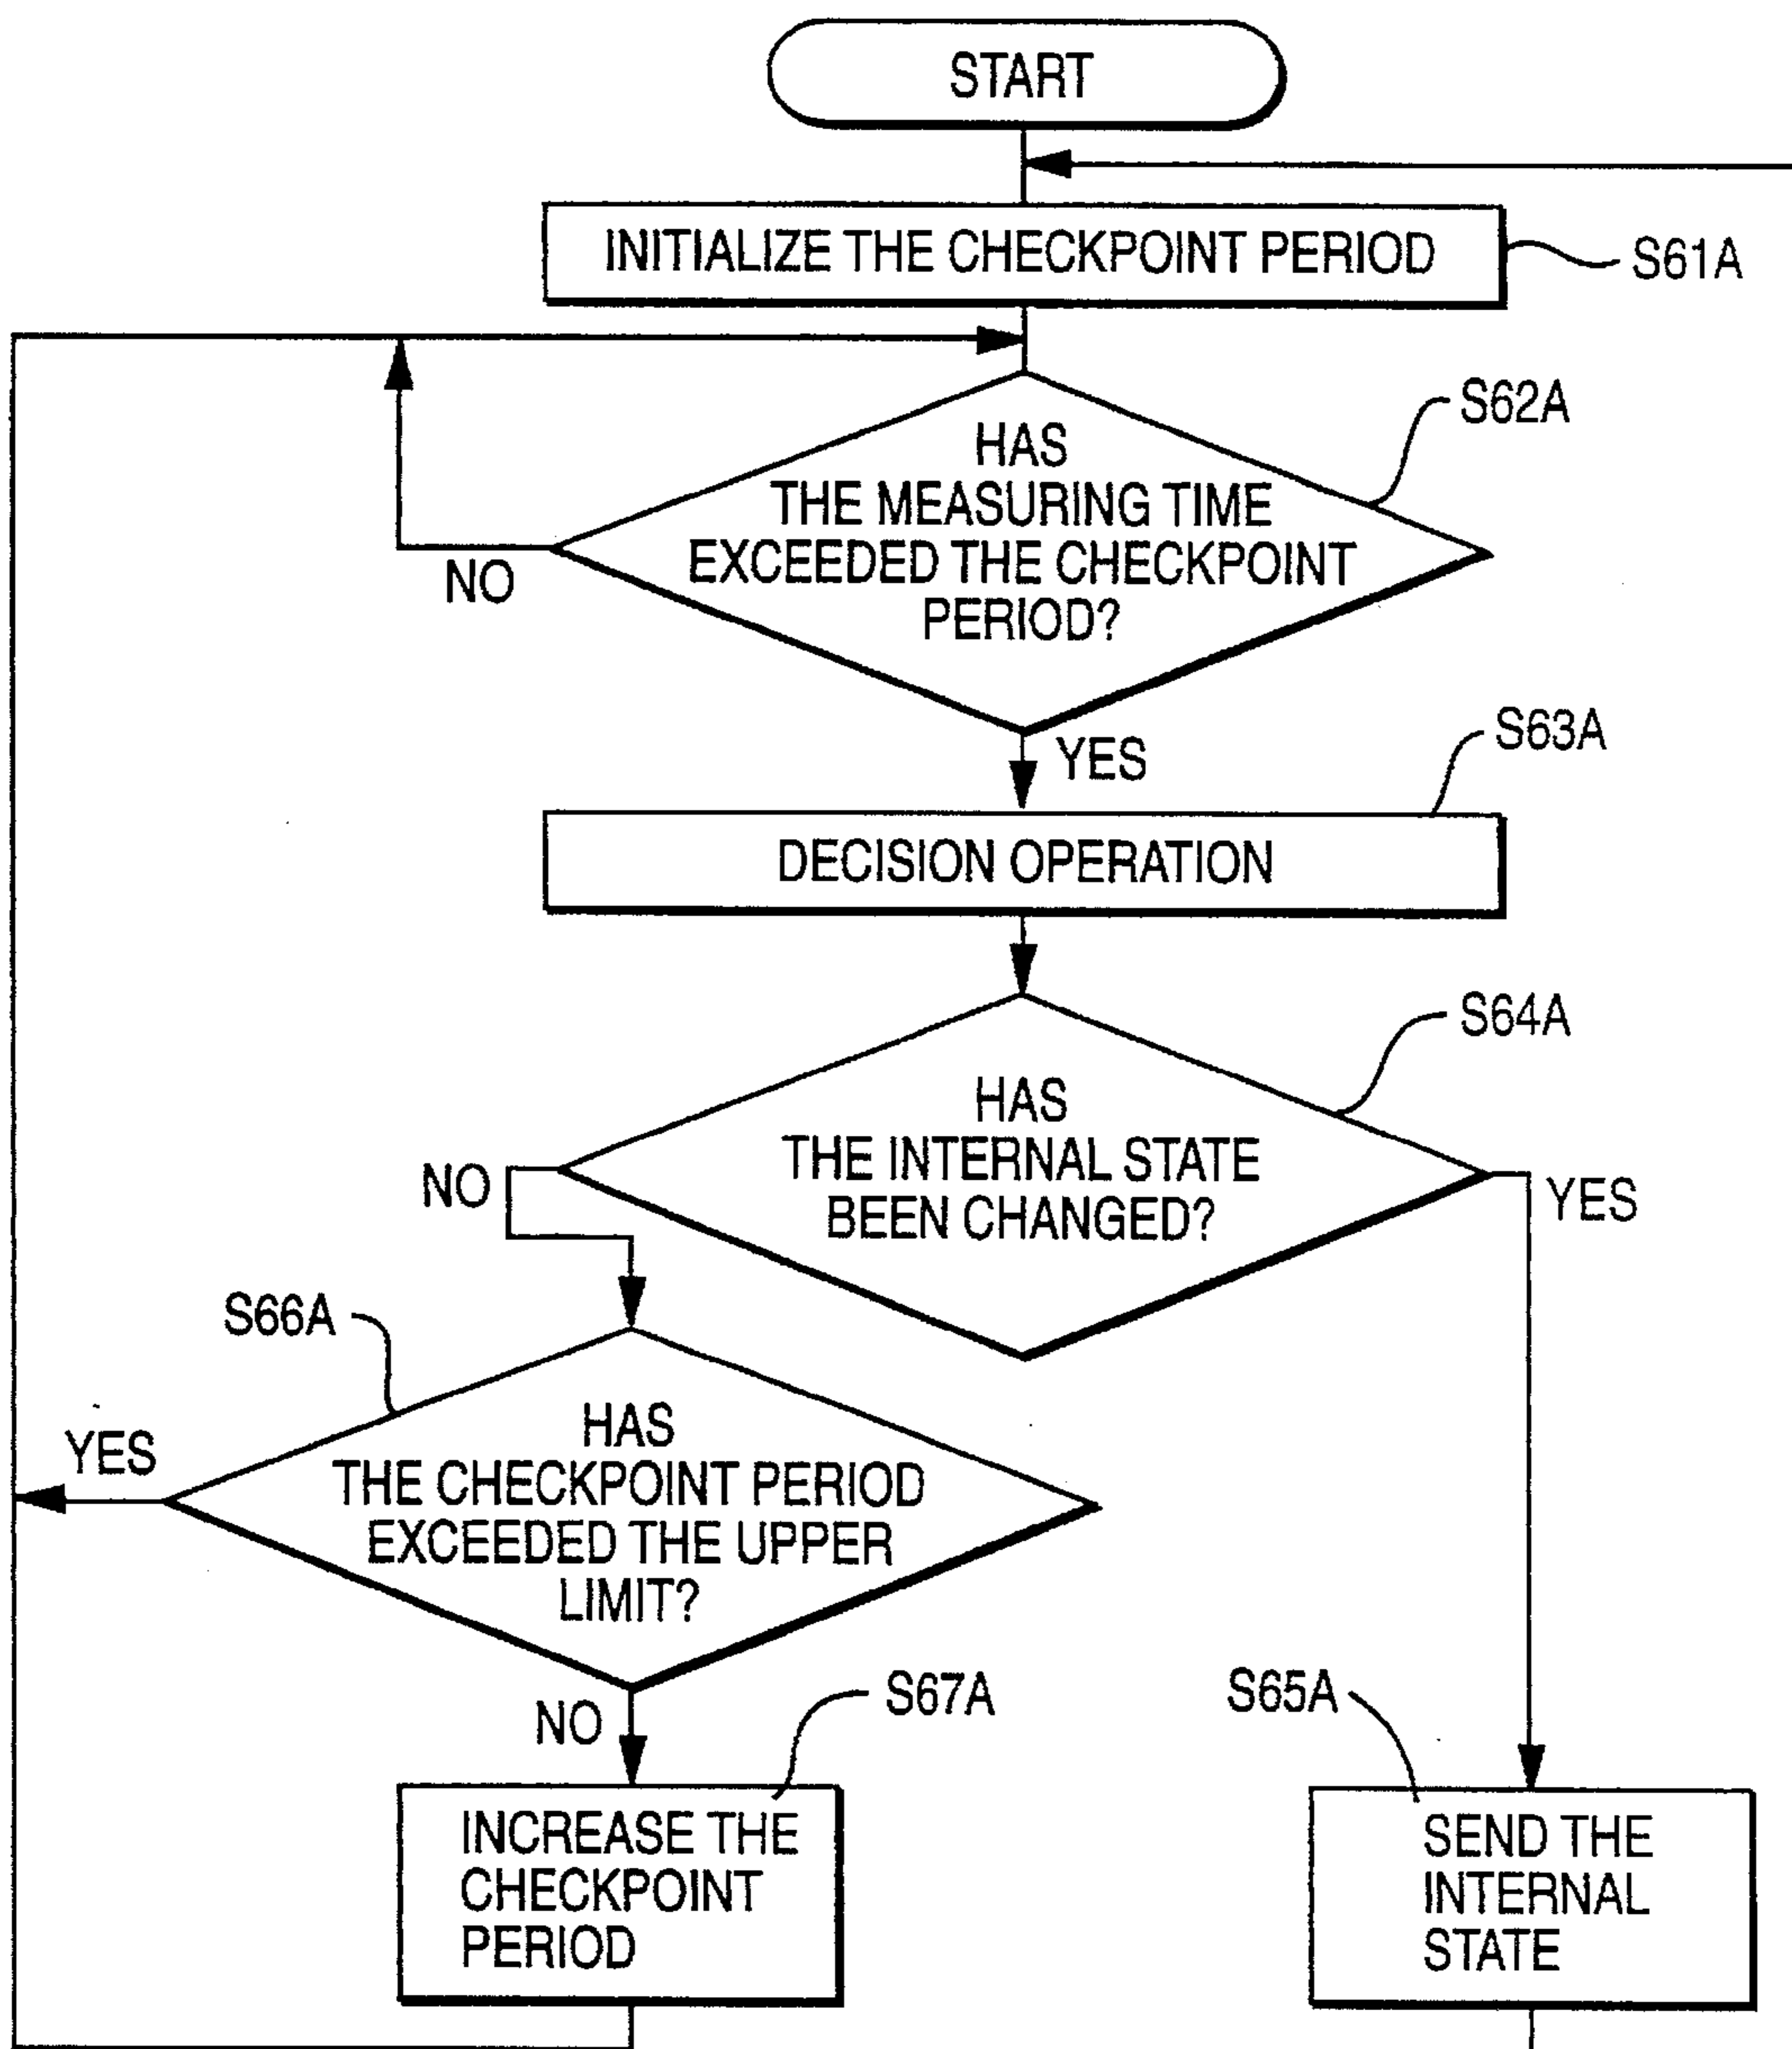 START
INITIALIZE THE CHECKPOINT PERIOD
S61A
S62A
HAS
THE MEASURING TIME
EXCEEDED THE CHECKPOINT
PERIOD?
NO
YES
S63A
DECISION OPERATION
S64A
HAS
THE INTERNAL STATE
BEEN CHANGED?
NO
YES
S66A
HAS
THE CHECKPOINT PERIOD
EXCEEDED THE UPPER
LIMIT?
YES
NO
S67A
S65A
INCREASE THE
CHECKPOINT
PERIOD
SEND THE
INTERNAL
STATE